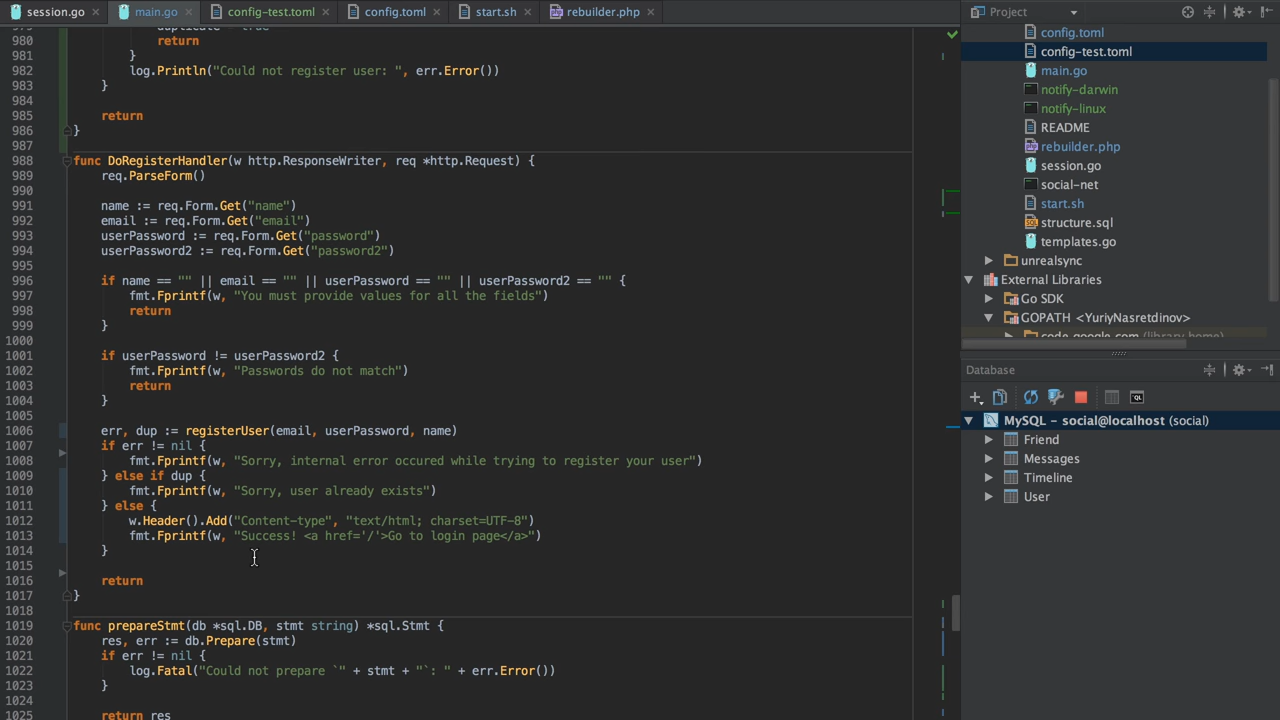 session.go
main.go
config-test.toml
config.toml
start.sh
rebuilder.php
979 duplicate = true
980 return
981 }
982 log.Println("Could not register user: ", err.Error())
983 }
984
985 return
986 }
987
988 func DoRegisterHandler(w http.ResponseWriter, req *http.Request) {
989 req.ParseForm()
990
991 name := req.Form.Get("name")
992 email := req.Form.Get("email")
993 userPassword := req.Form.Get("password")
994 userPassword2 := req.Form.Get("password2")
995
996 if name == "" || email == "" || userPassword == "" || userPassword2 == "" {
997 fmt.Fprintf(w, "You must provide values for all the fields")
998 return
999 }
1000
1001 if userPassword != userPassword2 {
1002 fmt.Fprintf(w, "Passwords do not match")
1003 return
1004 }
1005
1006 err, dup := registerUser(email, userPassword, name)
1007 if err != nil {
1008 fmt.Fprintf(w, "Sorry, internal error occured while trying to register your user")
1009 } else if dup {
1010 fmt.Fprintf(w, "Sorry, user already exists")
1011 } else {
1012 w.Header().Add("Content-type", "text/html; charset=UTF-8")
1013 fmt.Fprintf(w, "Success! <a href='/'>Go to login page</a>")
1014 }
1015
1016 return
1017 }
1018
1019 func prepareStmt(db *sql.DB, stmt string) *sql.Stmt {
1020 res, err := db.Prepare(stmt)
1021 if err != nil {
1022 log.Fatal("Could not prepare `" + stmt + "`: " + err.Error())
1023 }
1024
1025 return res
Project
config.toml
config-test.toml
main.go
notify-darwin
notify-linux
README
rebuilder.php
session.go
social-net
start.sh
structure.sql
templates.go
unrealsync
External Libraries
Go SDK
GOPATH <YuriyNasretdinov>
code.google.com (library home)
Database
QL
MySQL - social@localhost (social)
Friend
Messages
Timeline
User